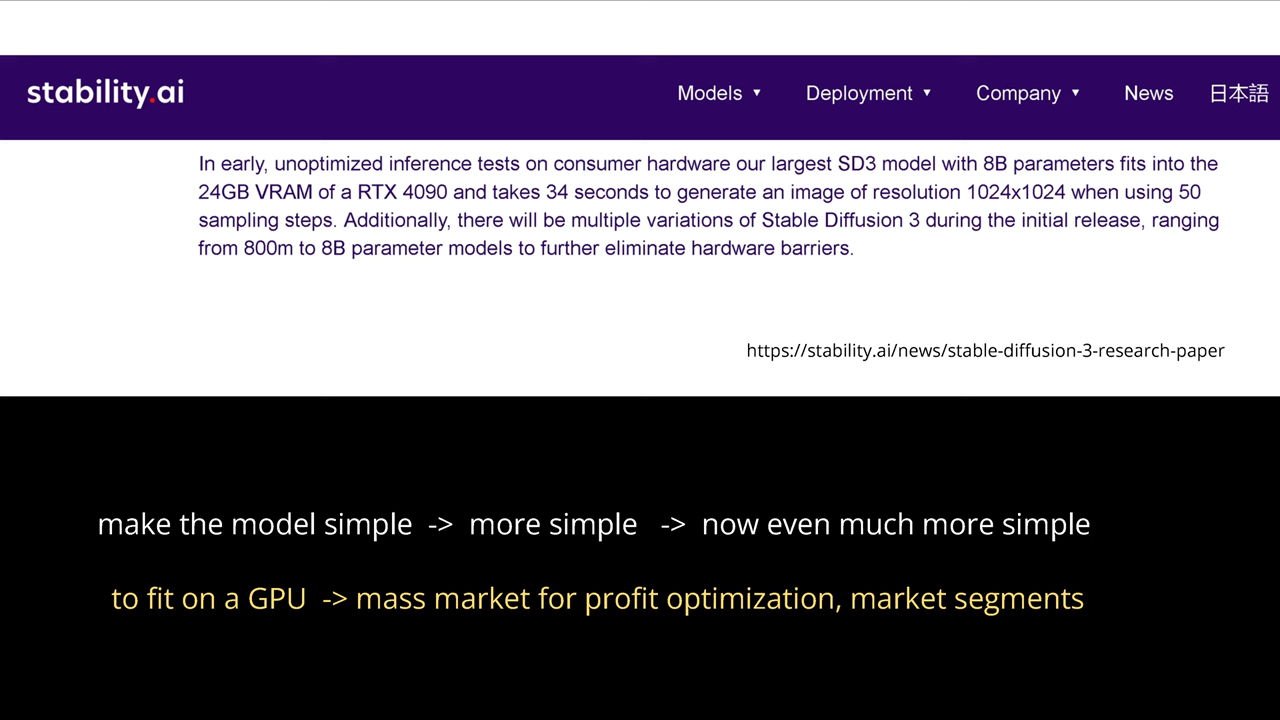 stability.ai
Models ▼ Deployment ▼ Company ▼ News 日本語
In early, unoptimized inference tests on consumer hardware our largest SD3 model with 8B parameters fits into the
24GB VRAM of a RTX 4090 and takes 34 seconds to generate an image of resolution 1024x1024 when using 50
sampling steps. Additionally, there will be multiple variations of Stable Diffusion 3 during the initial release, ranging
from 800m to 8B parameter models to further eliminate hardware barriers.
https://stability.ai/news/stable-diffusion-3-research-paper
make the model simple -> more simple -> now even much more simple
to fit on a GPU -> mass market for profit optimization, market segments